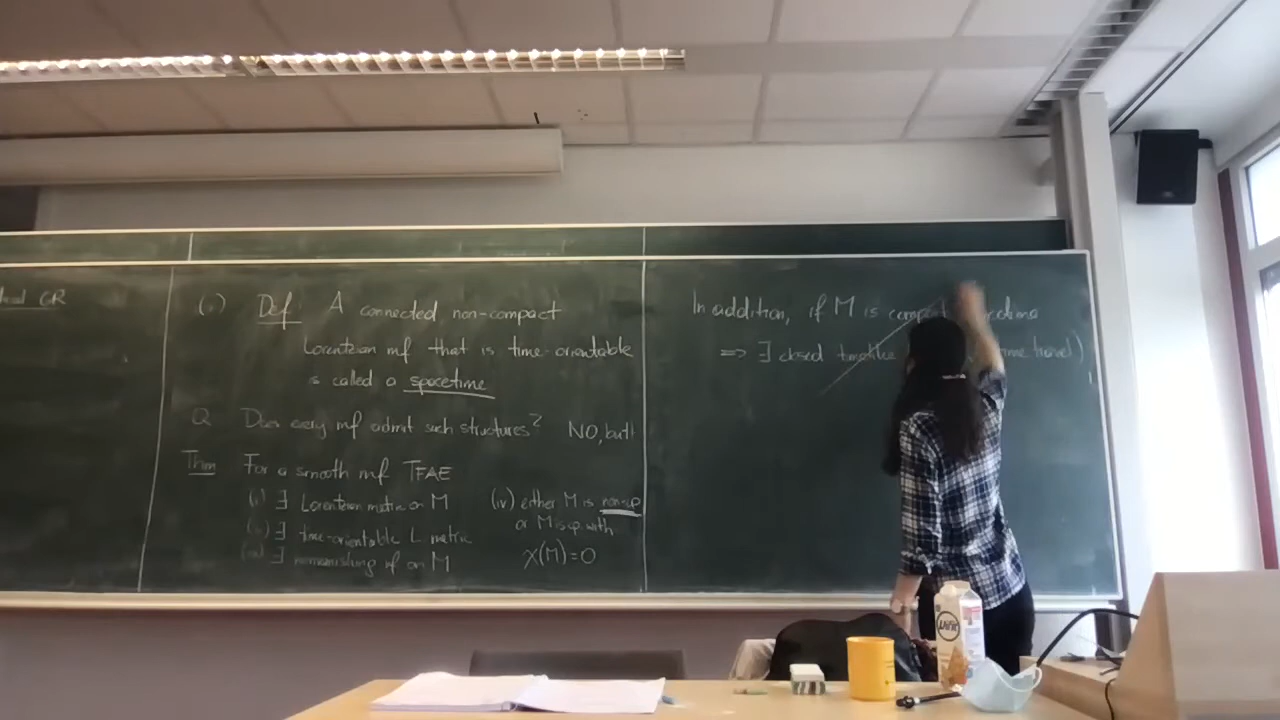 GR
(1) Def. A connected non-compact
Lorentzian mf that is time-orientable
is called a spacetime
Q Does every mf admit such structures? NO, but!
Thm For a smooth mf TFAE
(i) ∃ Lorentzian metric on M
(ii) ∃ time-orientable L metric
(iii) ∃ nonvanishing vf on M
(iv) either M is non-cp
or M is cp with
χ(M)=0
In addition, if M is compact
⟹ ∃ closed timelike time travel)